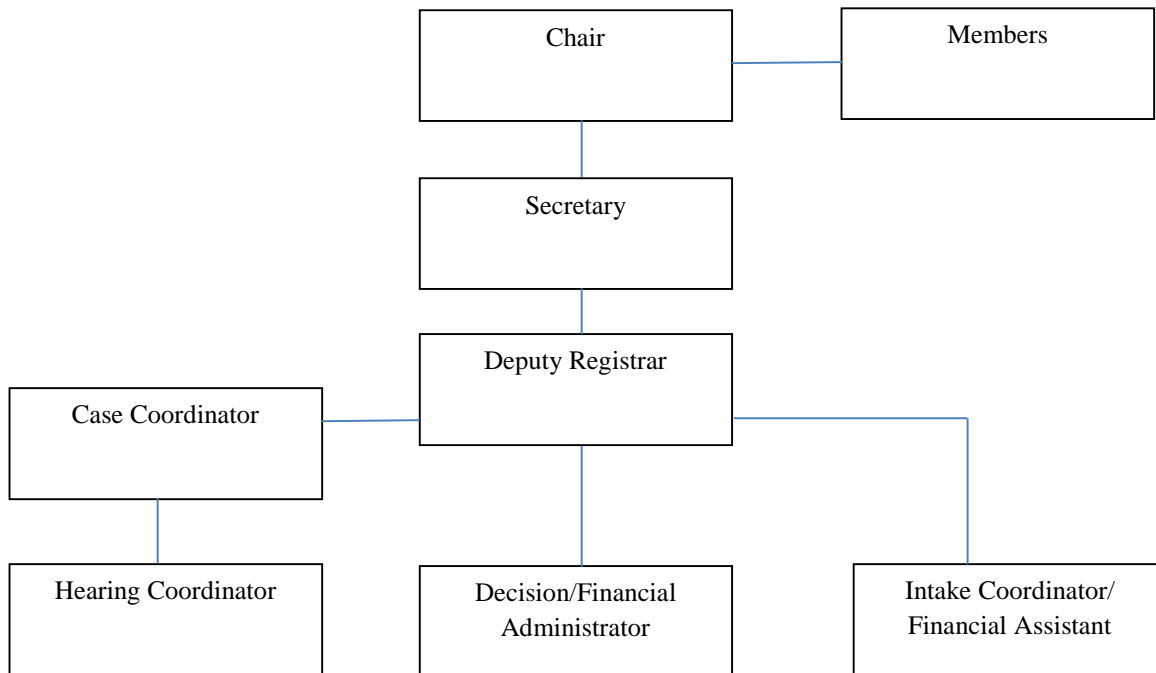 Chair
Members
Secretary
Deputy Registrar
Case Coordinator
Hearing Coordinator
Decision/Financial
Administrator
Intake Coordinator/
Financial Assistant